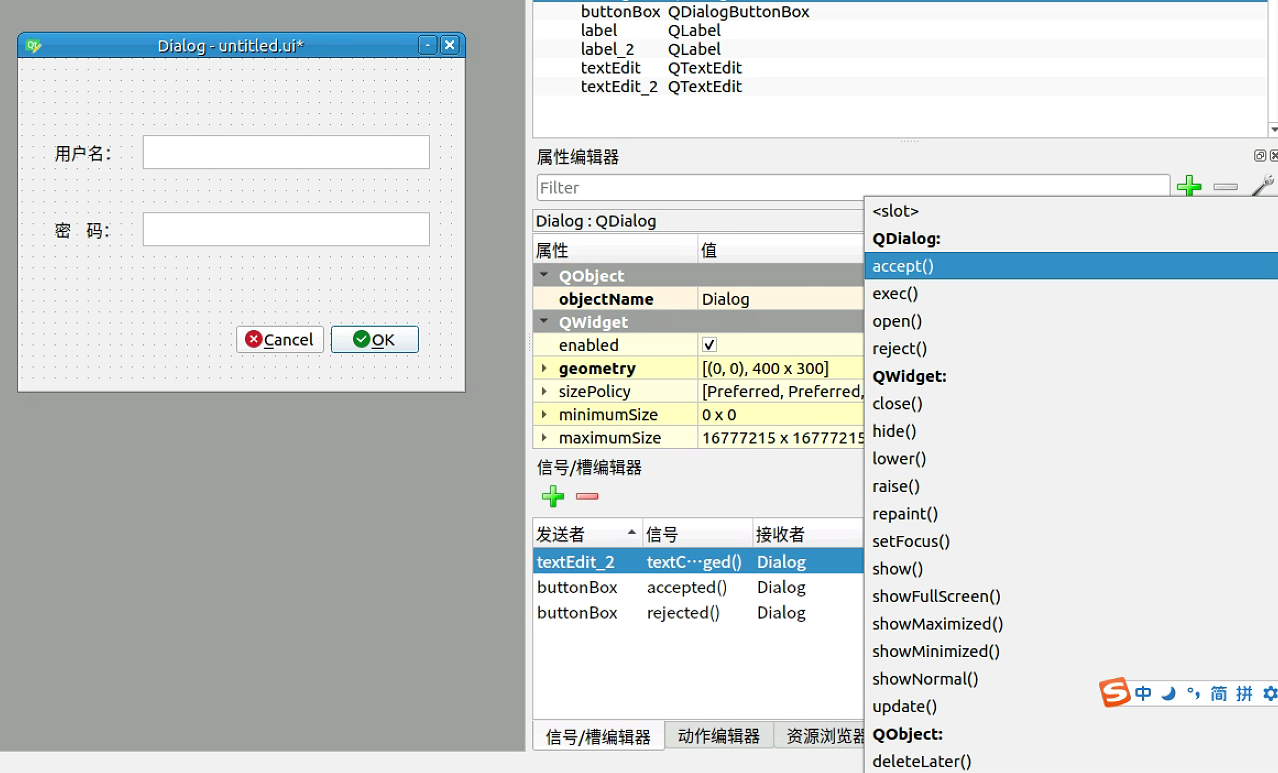 Dialog - untitled.ui*
用户名:
密 码:
Cancel
OK
buttonBox QDialogButtonBox
label QLabel
label_2 QLabel
textEdit QTextEdit
textEdit_2 QTextEdit
属性编辑器
Filter
Dialog : QDialog
属性 值
QObject
objectName Dialog
QWidget
enabled
geometry [(0, 0), 400 x 300]
sizePolicy [Preferred, Preferred,
minimumSize 0 x 0
maximumSize 16777215 x 16777215
信号/槽编辑器
发送者 信号 接收者
textEdit_2 textC···ged() Dialog
buttonBox accepted() Dialog
buttonBox rejected() Dialog
信号/槽编辑器 动作编辑器 资源浏览器
<slot>
QDialog:
accept()
exec()
open()
reject()
QWidget:
close()
hide()
lower()
raise()
repaint()
setFocus()
show()
showFullScreen()
showMaximized()
showMinimized()
showNormal()
update()
QObject:
deleteLater()
S 中 简 拼